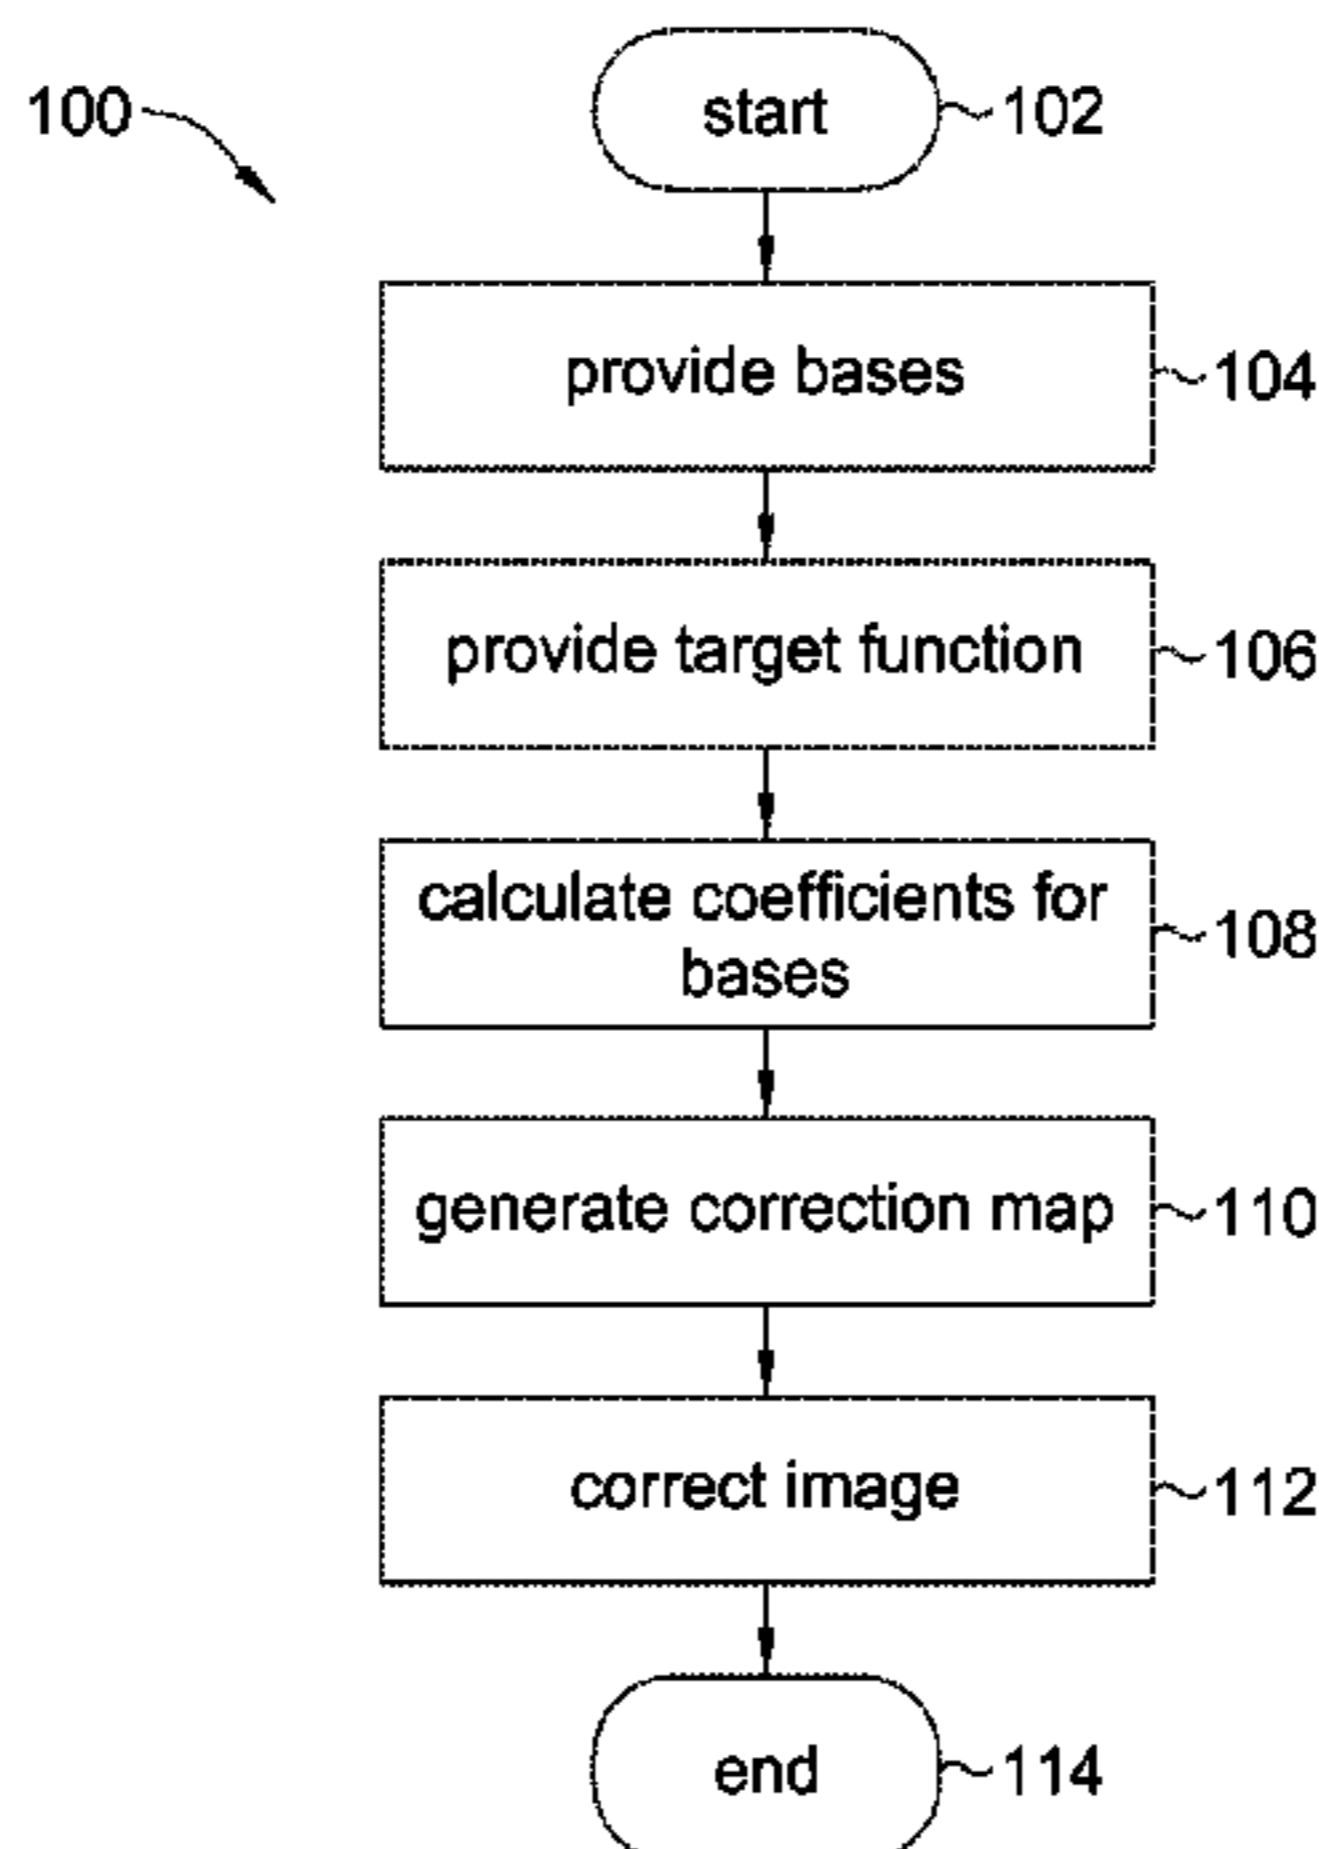 100
start
102
provide bases
104
provide target function
106
calculate coefficients for
bases
108
generate correction map
110
correct image
112
end
114